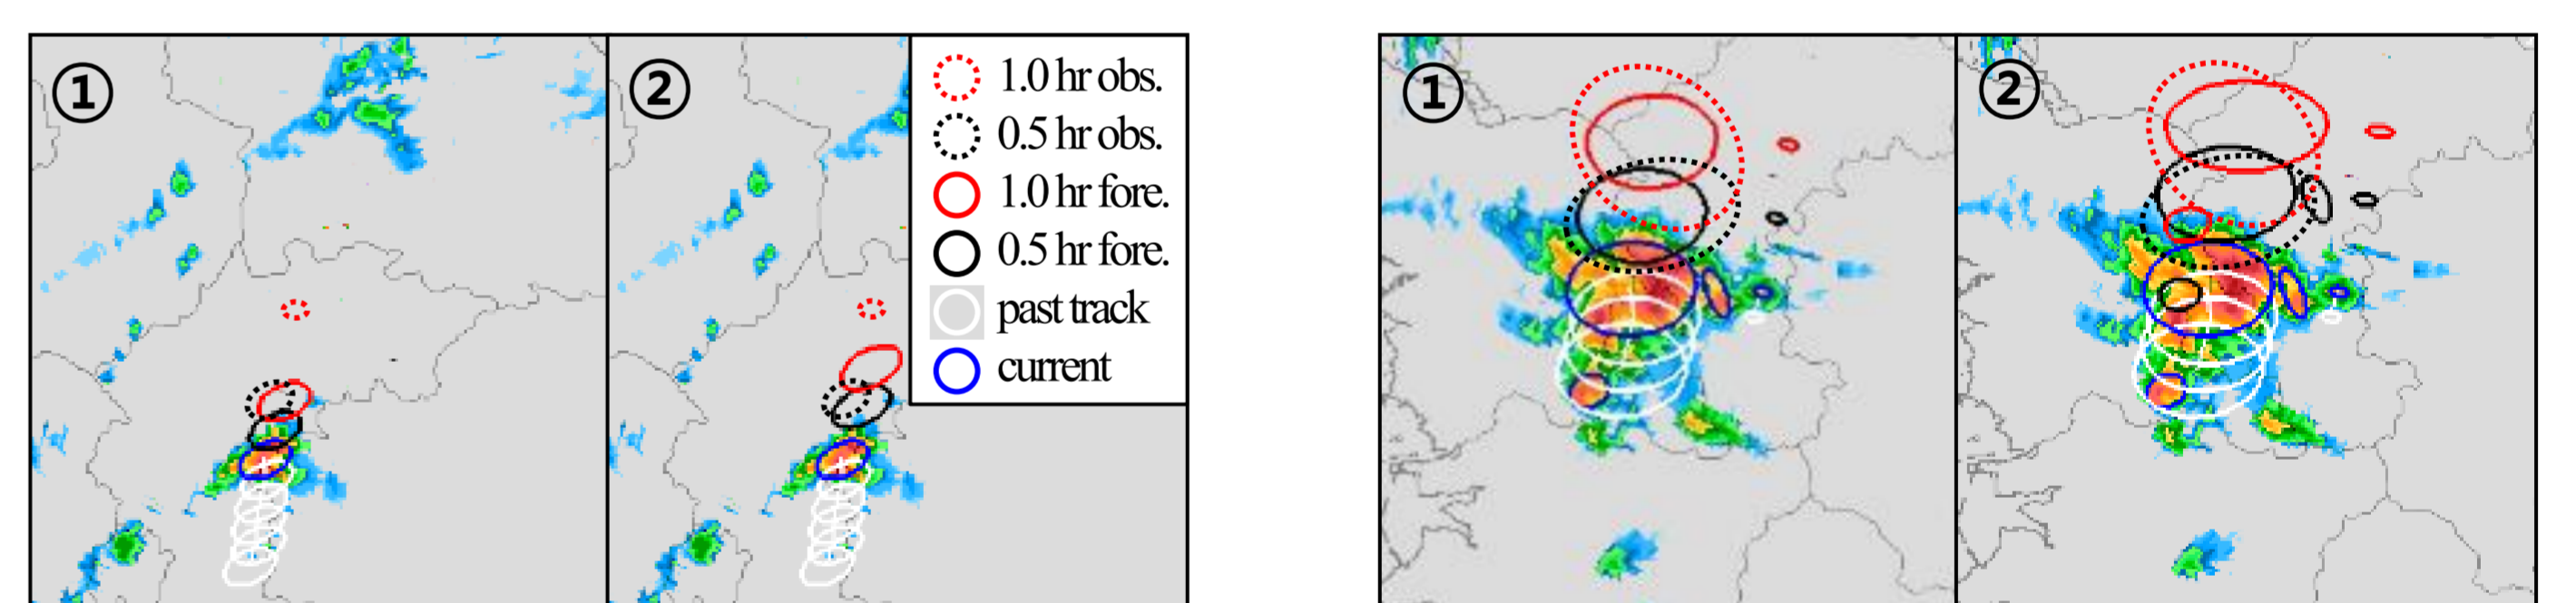 ① ② ① ②
1.0 hr obs.
0.5 hr obs.
1.0 hr fore.
0.5 hr fore.
past track
current